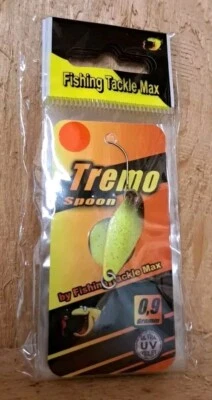 Fishing Tackle Max
Tremo
Spoon
by Fishing Tackle Max
0,9
UV